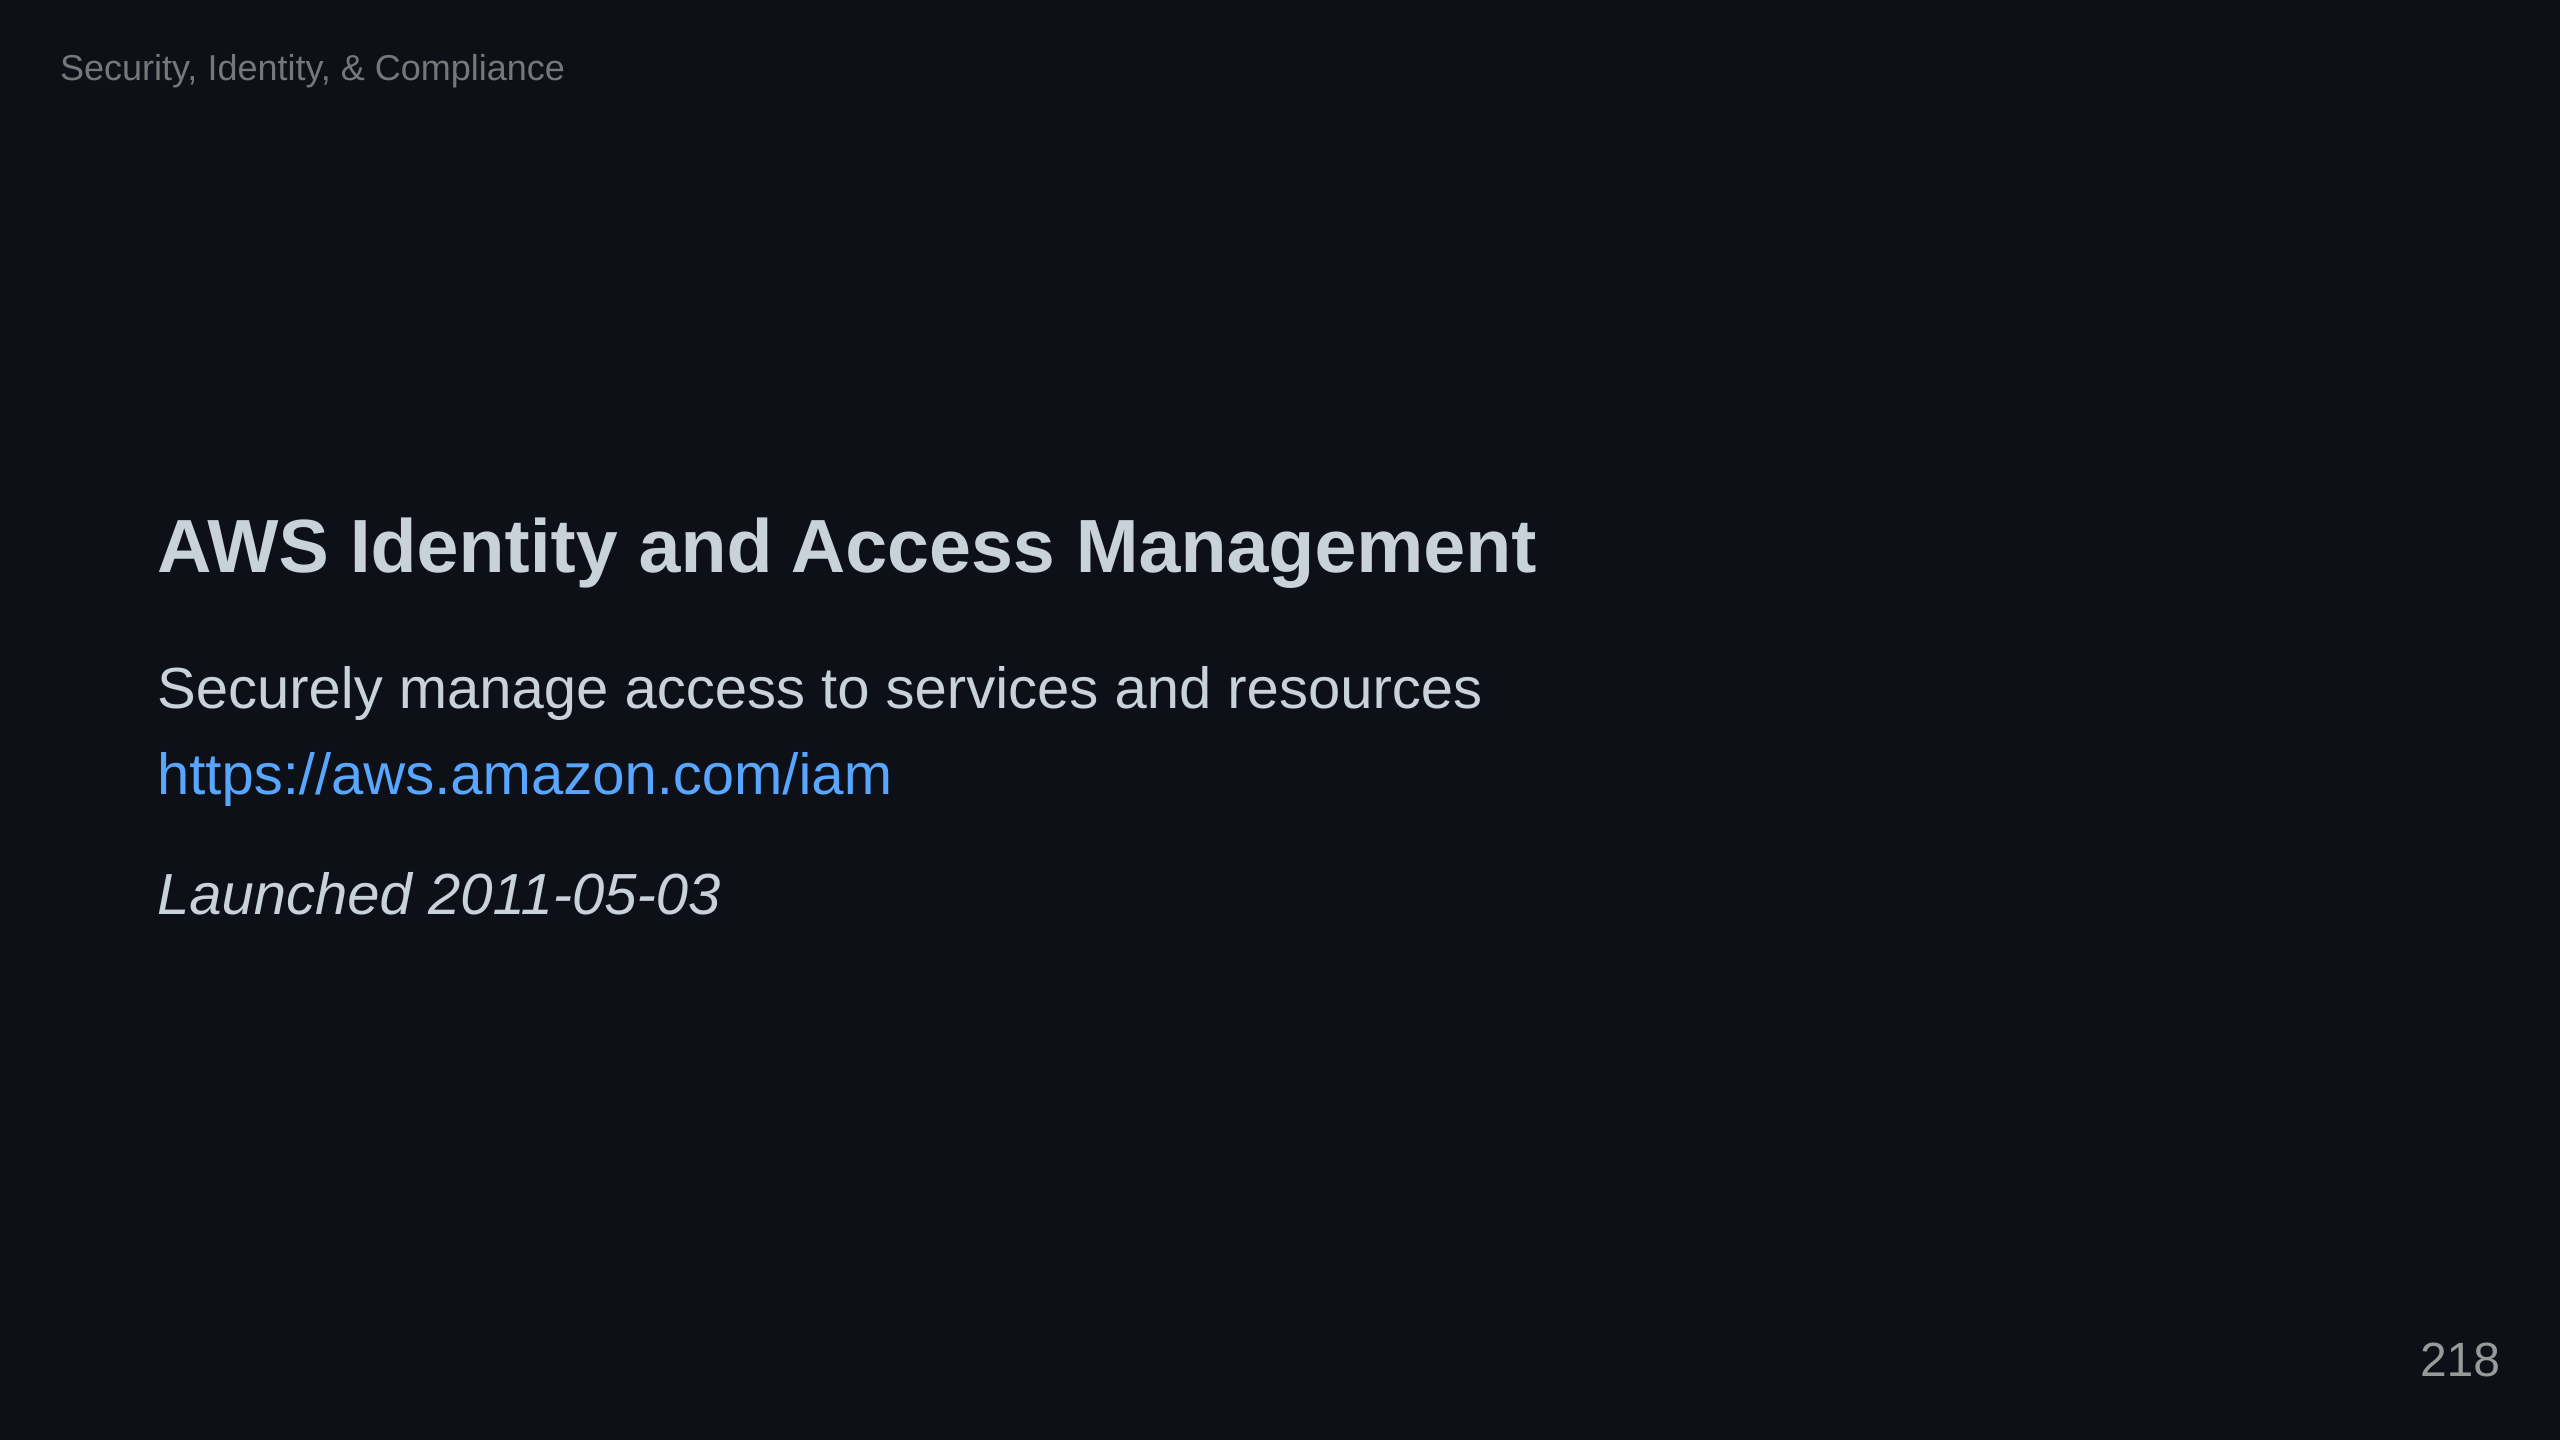 Security, Identity, & Compliance
AWS Identity and Access Management
Securely manage access to services and resources
https://aws.amazon.com/iam
Launched 2011-05-03
218